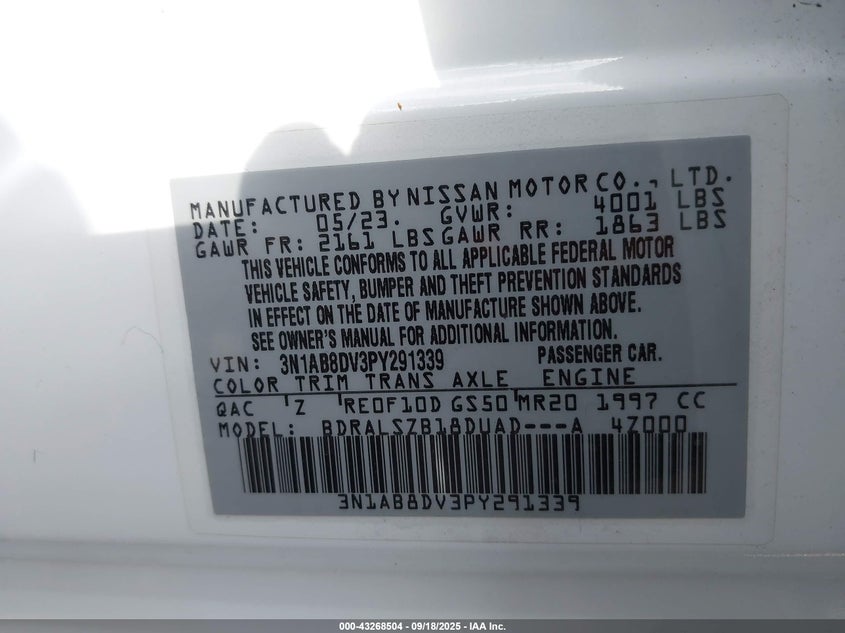 MANUFACTURED BY NISSAN MOTOR CO., LTD.
DATE: 05/23. GVWR: 4001 LBS
GAWR FR: 2161 LBS GAWR RR: 1863 LBS
THIS VEHICLE CONFORMS TO ALL APPLICABLE FEDERAL MOTOR
VEHICLE SAFETY, BUMPER AND THEFT PREVENTION STANDARDS
IN EFFECT ON THE DATE OF MANUFACTURE SHOWN ABOVE.
SEE OWNER'S MANUAL FOR ADDITIONAL INFORMATION.
VIN: 3N1AB8DV3PY291339 PASSENGER CAR.
COLOR TRIM TRANS AXLE ENGINE
QAC Z RE0F10D GS50 MR20 1997 CC
MODEL: BDRALSZB18DUAD---A 4Z000
3N1AB8DV3PY291339
000-43268504 - 09/18/2025 - IAA Inc.